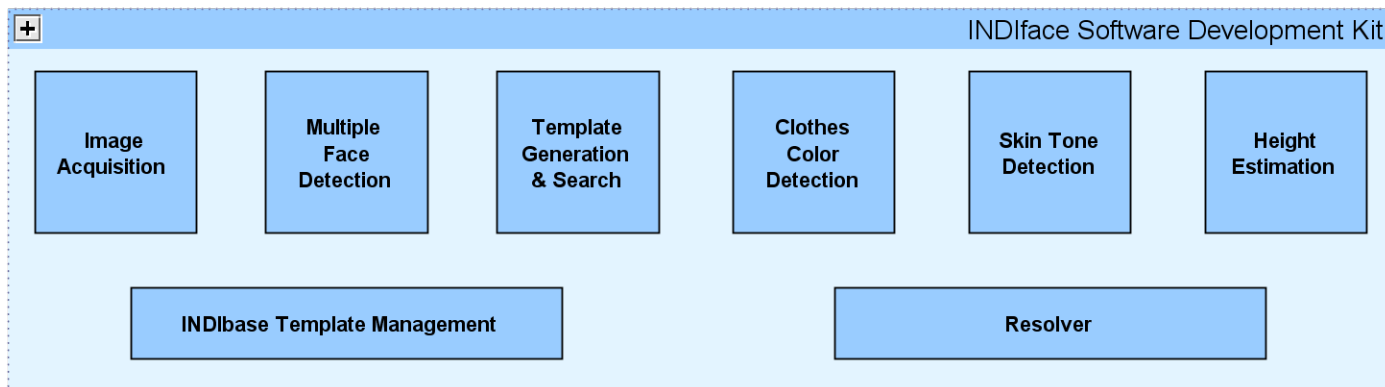 INDIface Software Development Kit
Image
Acquisition
Multiple
Face
Detection
Template
Generation
& Search
Clothes
Color
Detection
Skin Tone
Detection
Height
Estimation
INDIbase Template Management
Resolver